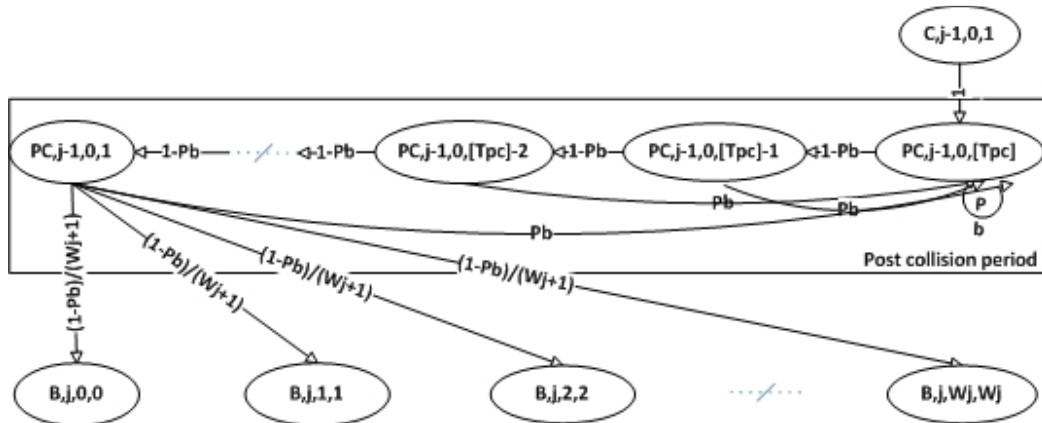 C,j-1,0,1
1
PC,j-1,0,1
1-Pb
1-Pb
PC,j-1,0,[Tpc]-2
1-Pb
PC,j-1,0,[Tpc]-1
1-Pb
PC,j-1,0,[Tpc]
Pb
Pb
P
b
Pb
Post collision period
(1-Pb)/(Wj+1)
(1-Pb)/(Wj+1)
(1-Pb)/(Wj+1)
(1-Pb)/(Wj+1)
B,j,0,0
B,j,1,1
B,j,2,2
B,j,Wj,Wj